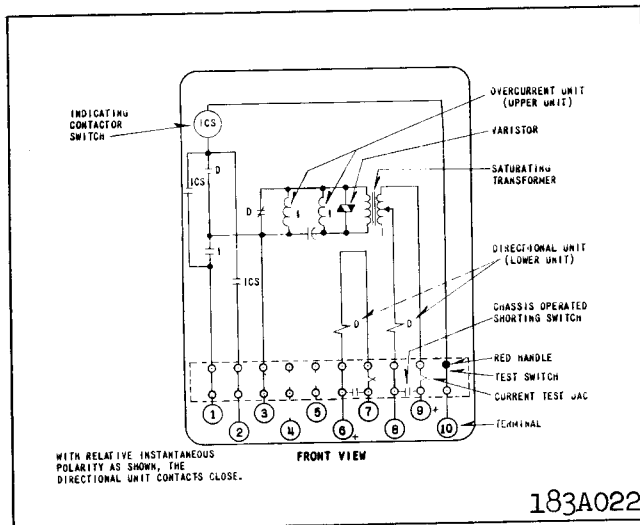 OVERCURRENT UNIT
(UPPER UNIT)
INDICATING
CONTACTOR
SWITCH
ICS
VARISTOR
SATURATING
TRANSFORMER
D
ICS
D
I
I
I
ICS
DIRECTIONAL UNIT
(LOWER UNIT)
D
D
CHASSIS OPERATED
SHORTING SWITCH
RED HANDLE
TEST SWITCH
CURRENT TEST JAC
TERMINAL
1
3
5
7
9 +
2
4
6 +
8
10
WITH RELATIVE INSTANTANEOUS
POLARITY AS SHOWN, THE
DIRECTIONAL UNIT CONTACTS CLOSE.
FRONT VIEW
183A022